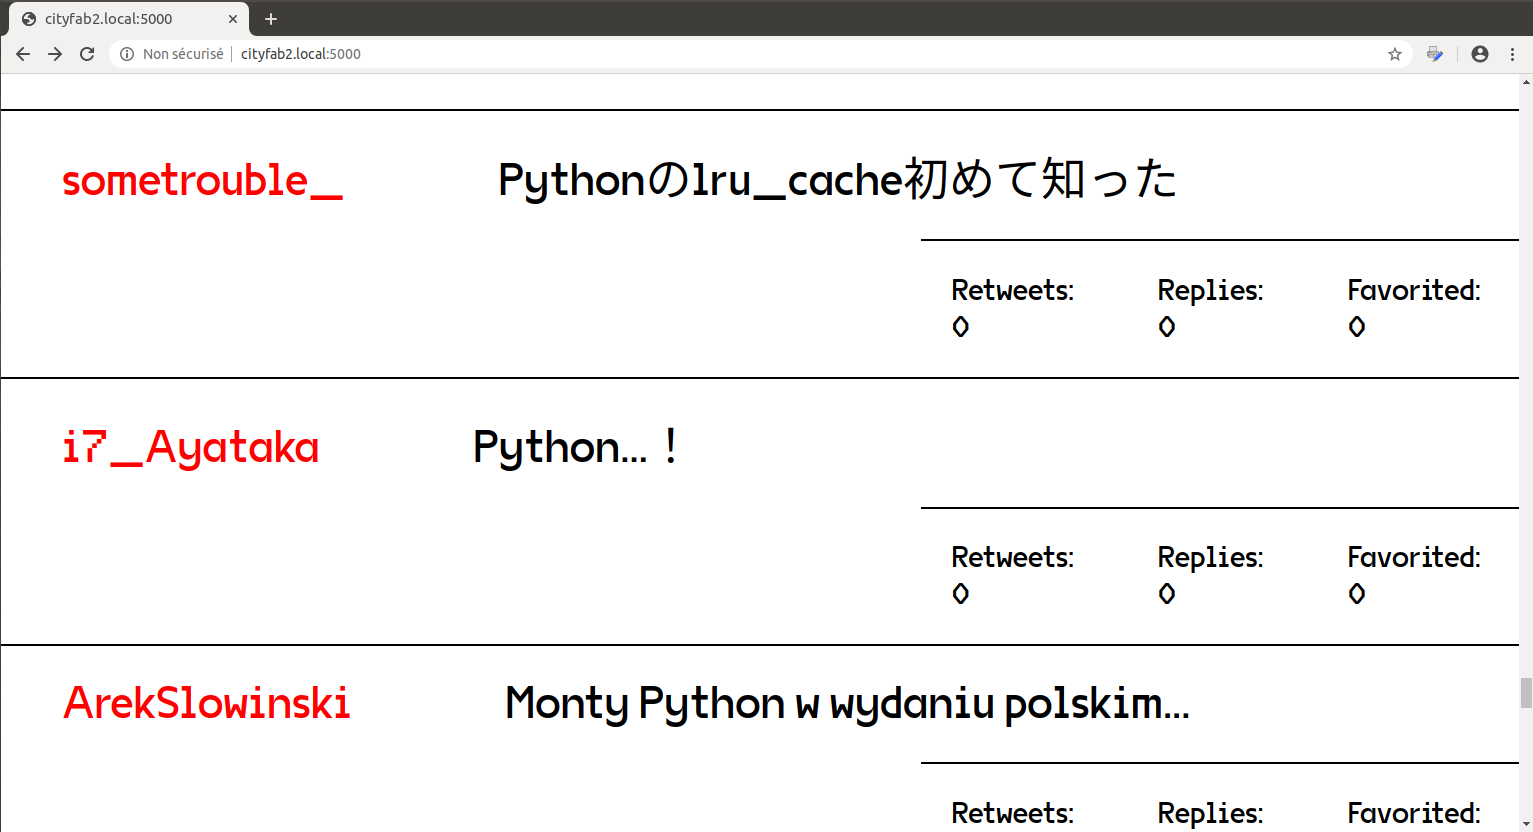 cityfab2.local:5000
Non sécurisé cityfab2.local:5000
sometrouble_ Pythonのlru_cache初めて知った
Retweets: Replies: Favorited:
0 0 0
i7_Ayataka Python...！
Retweets: Replies: Favorited:
0 0 0
ArekSlowinski Monty Python w wydaniu polskim...
Retweets: Replies: Favorited: